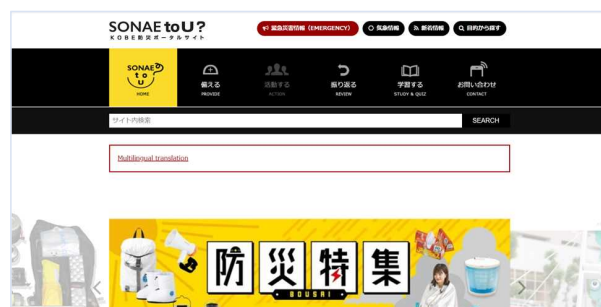 SONAE toU?
KOBE防災ポータルサイト
緊急災害情報 (EMERGENCY)
気象情報
新着情報
目的から探す
SONAE
to
U
HOME
備える
PROVIDE
活動する
ACTION
振り返る
REVIEW
学習する
STUDY & QUIZ
お問い合わせ
CONTACT
サイト内検索
SEARCH
Multilingual translation
防災特集
BOUSAI